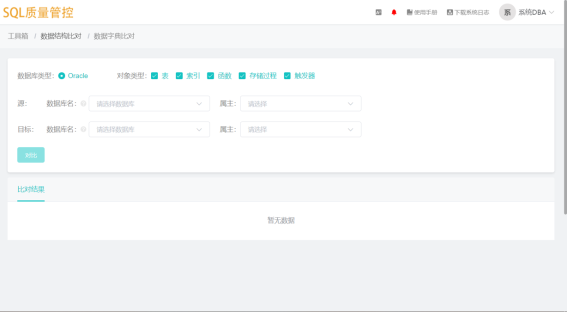 SQL质量管控
使用手册 下载系统日志 系 系统DBA
工具箱 / 数据结构比对 / 数据字典比对
数据库类型： Oracle 对象类型： 表 索引 函数 存储过程 触发器
源： 数据库名： 请选择数据库 属主： 请选择
目标： 数据库名： 请选择数据库 属主： 请选择
对比
比对结果
暂无数据